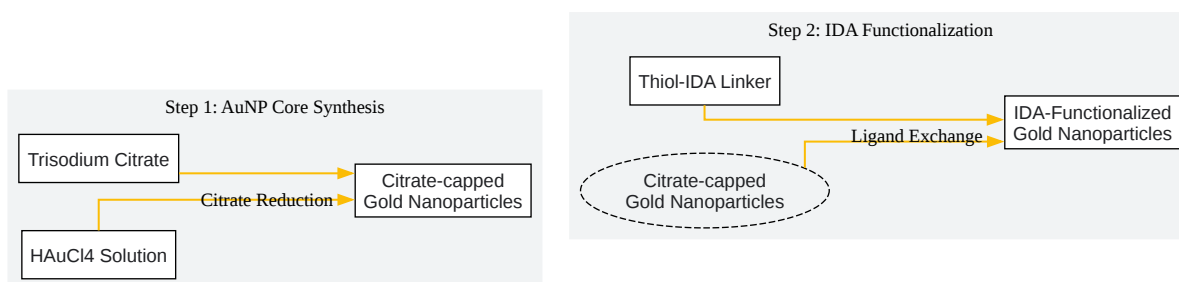 Step 1: AuNP Core Synthesis
Trisodium Citrate
Citrate Reduction
HAuCl4 Solution
Citrate-capped
Gold Nanoparticles
Step 2: IDA Functionalization
Thiol-IDA Linker
Ligand Exchange
Citrate-capped
Gold Nanoparticles
IDA-Functionalized
Gold Nanoparticles